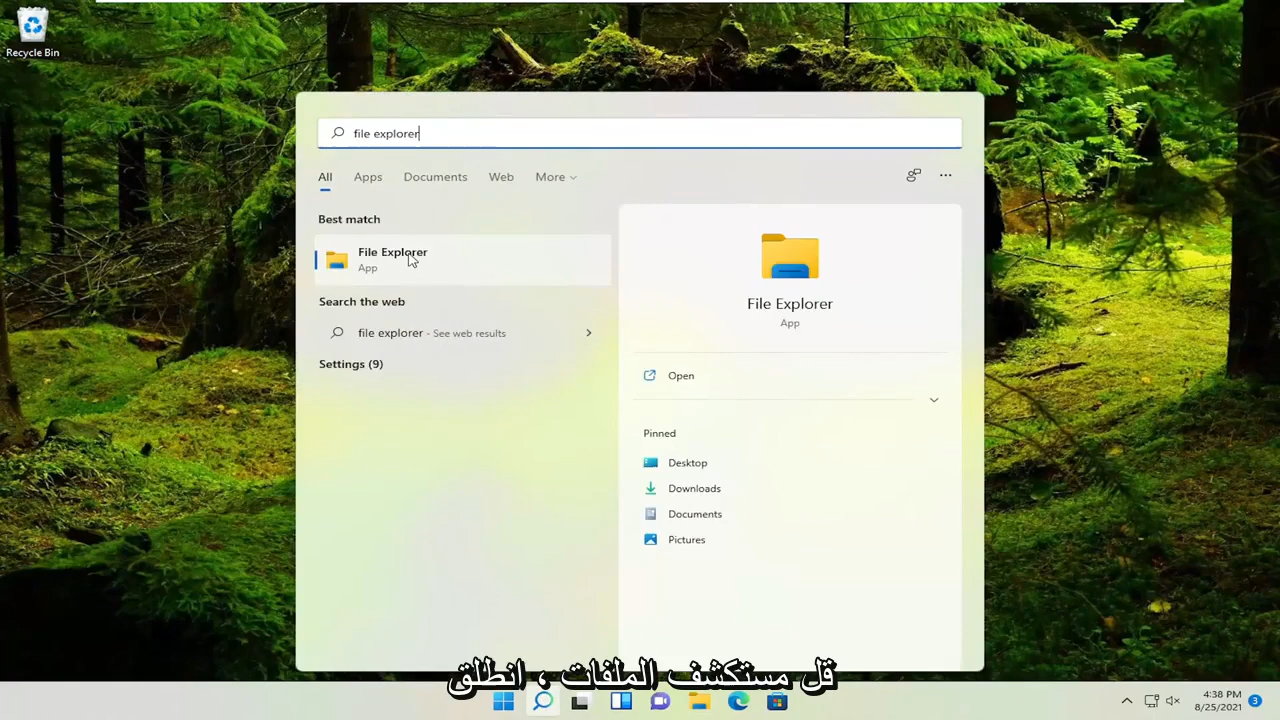 Recycle Bin
file explorer
All Apps Documents Web More
Best match
File Explorer
App
Search the web
file explorer - See web results
Settings (9)
File Explorer
App
Open
Pinned
Desktop
Downloads
Documents
Pictures
قل مستكشف الملفات ، انطلق
4:38 PM
8/25/2021
3